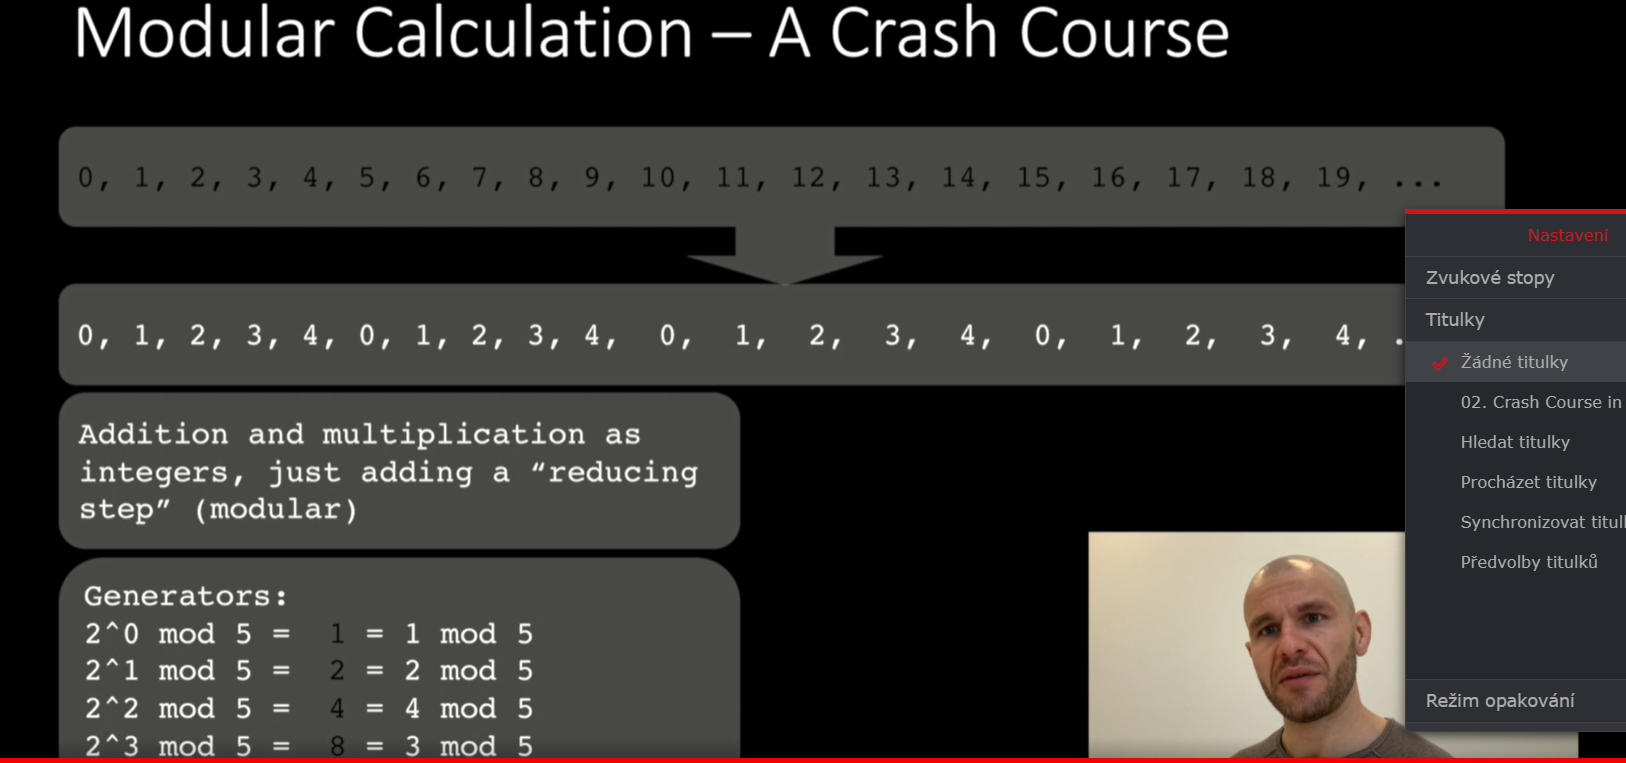 Modular Calculation – A Crash Course
0, 1, 2, 3, 4, 5, 6, 7, 8, 9, 10, 11, 12, 13, 14, 15, 16, 17, 18, 19, ...
0, 1, 2, 3, 4, 0, 1, 2, 3, 4, 0, 1, 2, 3, 4, 0, 1, 2, 3, 4, .
Addition and multiplication as
integers, just adding a “reducing
step” (modular)
Generators:
2^0 mod 5 = 1 = 1 mod 5
2^1 mod 5 = 2 = 2 mod 5
2^2 mod 5 = 4 = 4 mod 5
2^3 mod 5 = 8 = 3 mod 5
Nastavení
Zvukové stopy
Titulky
Žádné titulky
02. Crash Course in
Hledat titulky
Procházet titulky
Synchronizovat titul
Předvolby titulků
Režim opakování